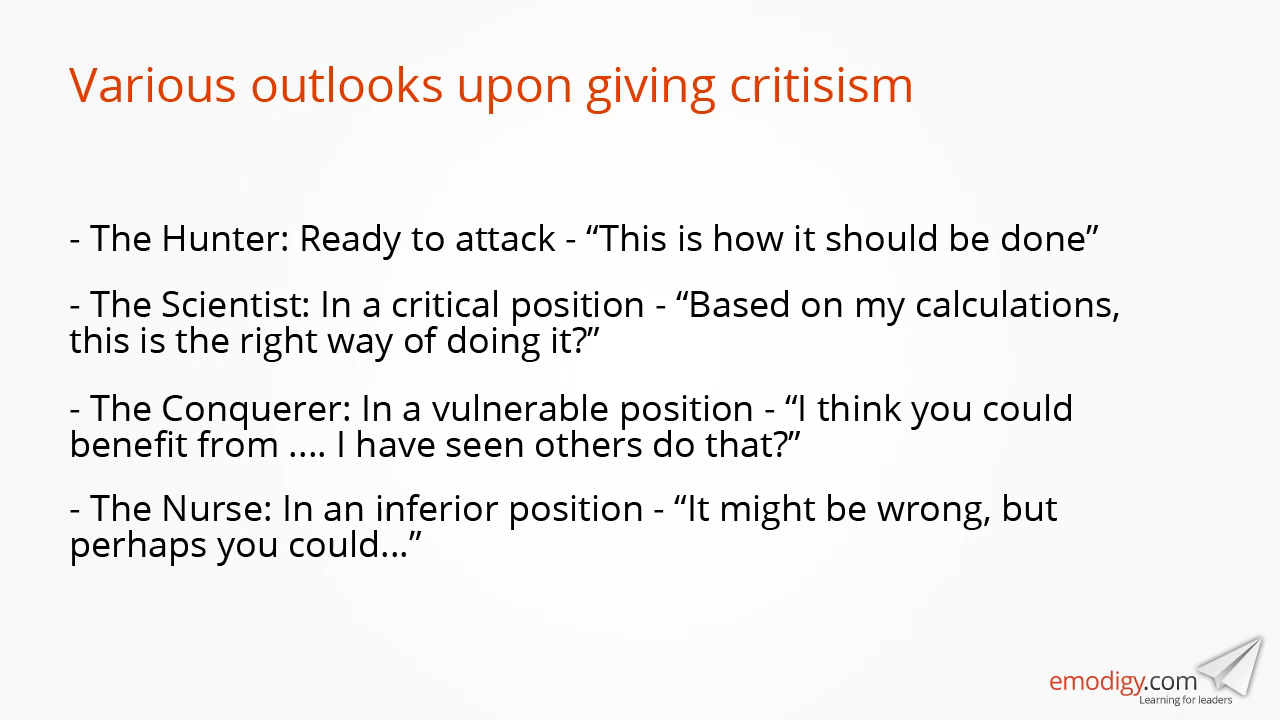 Various outlooks upon giving critisism
- The Hunter: Ready to attack - “This is how it should be done”
- The Scientist: In a critical position - “Based on my calculations,
this is the right way of doing it?”
- The Conquerer: In a vulnerable position - “I think you could
benefit from .... I have seen others do that?”
- The Nurse: In an inferior position - “It might be wrong, but
perhaps you could...”
emodigy.com
Learning for leaders